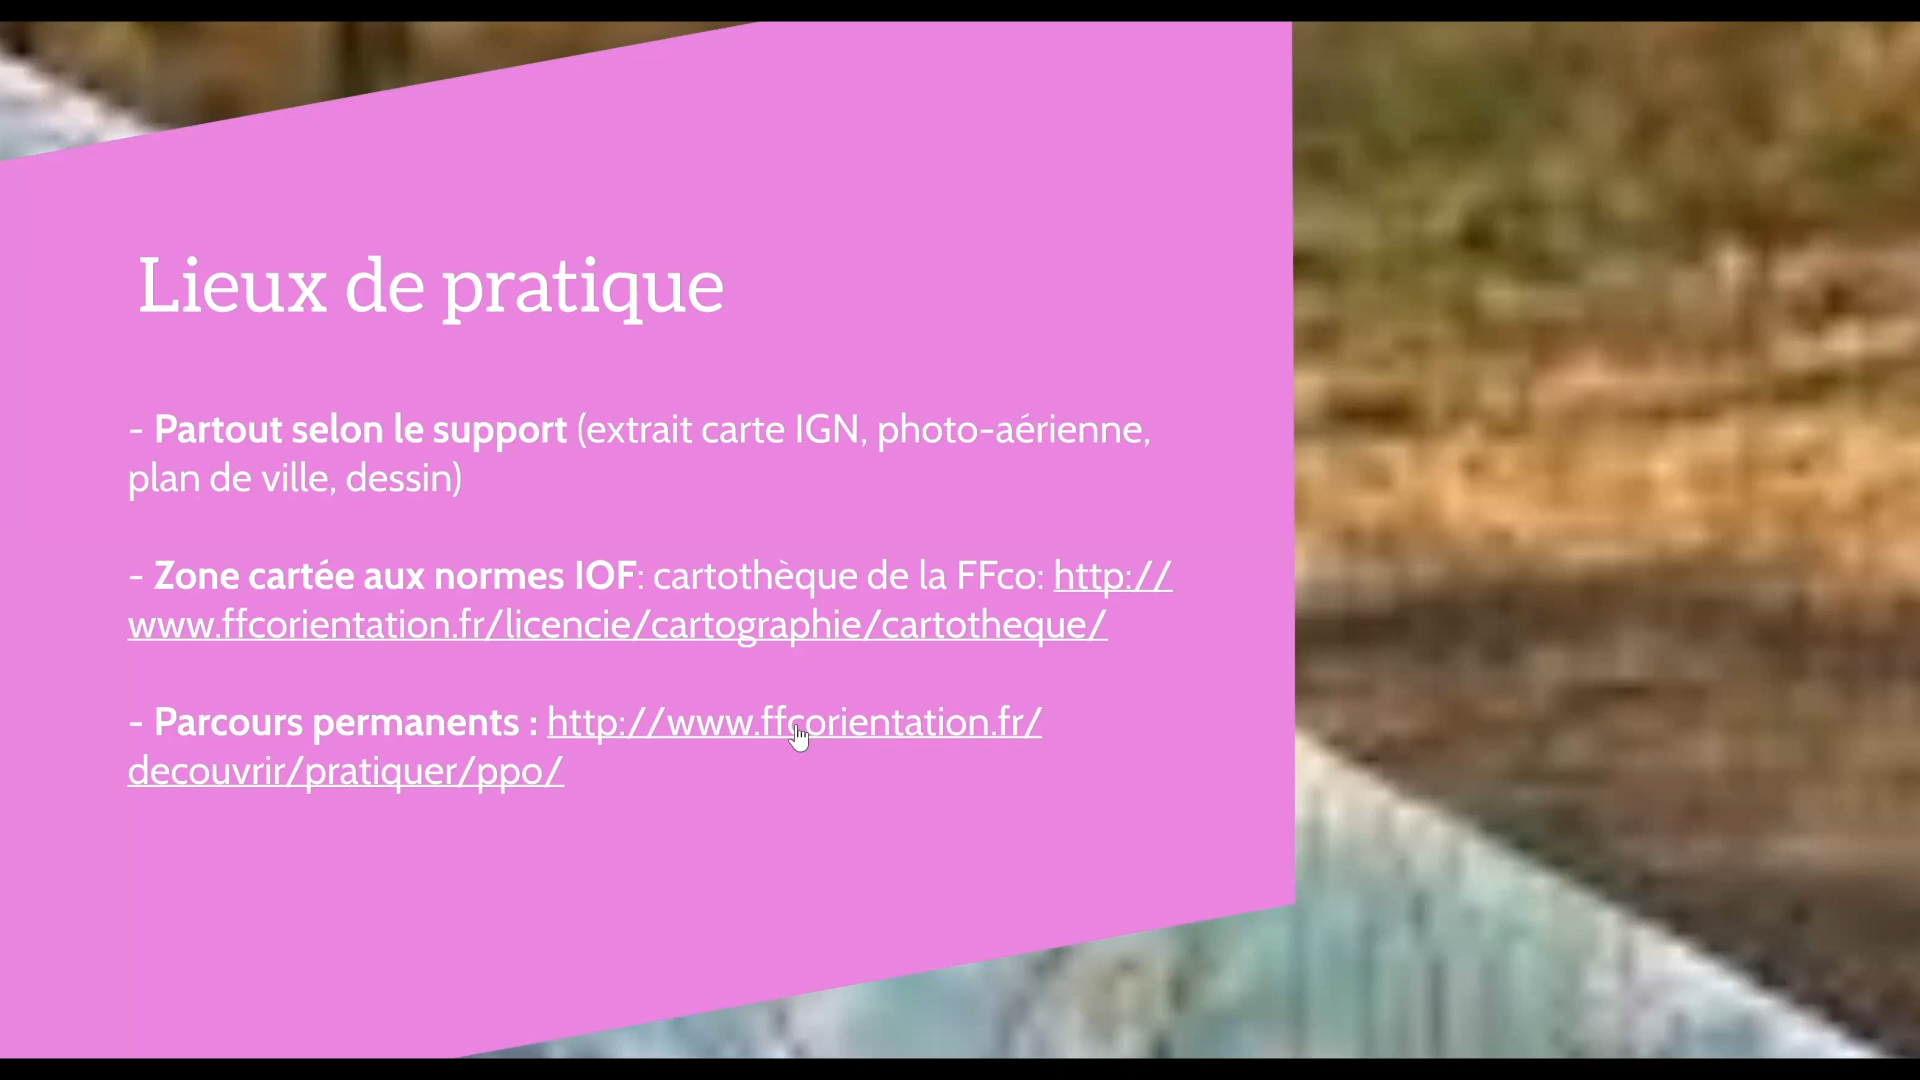 Lieux de pratique
- Partout selon le support (extrait carte IGN, photo-aérienne,
plan de ville, dessin)
- Zone cartée aux normes IOF: cartothèque de la FFco: http://
www.ffcorientation.fr/licencie/cartographie/cartotheque/
- Parcours permanents : http://www.ffcorientation.fr/
decouvrir/pratiquer/ppo/